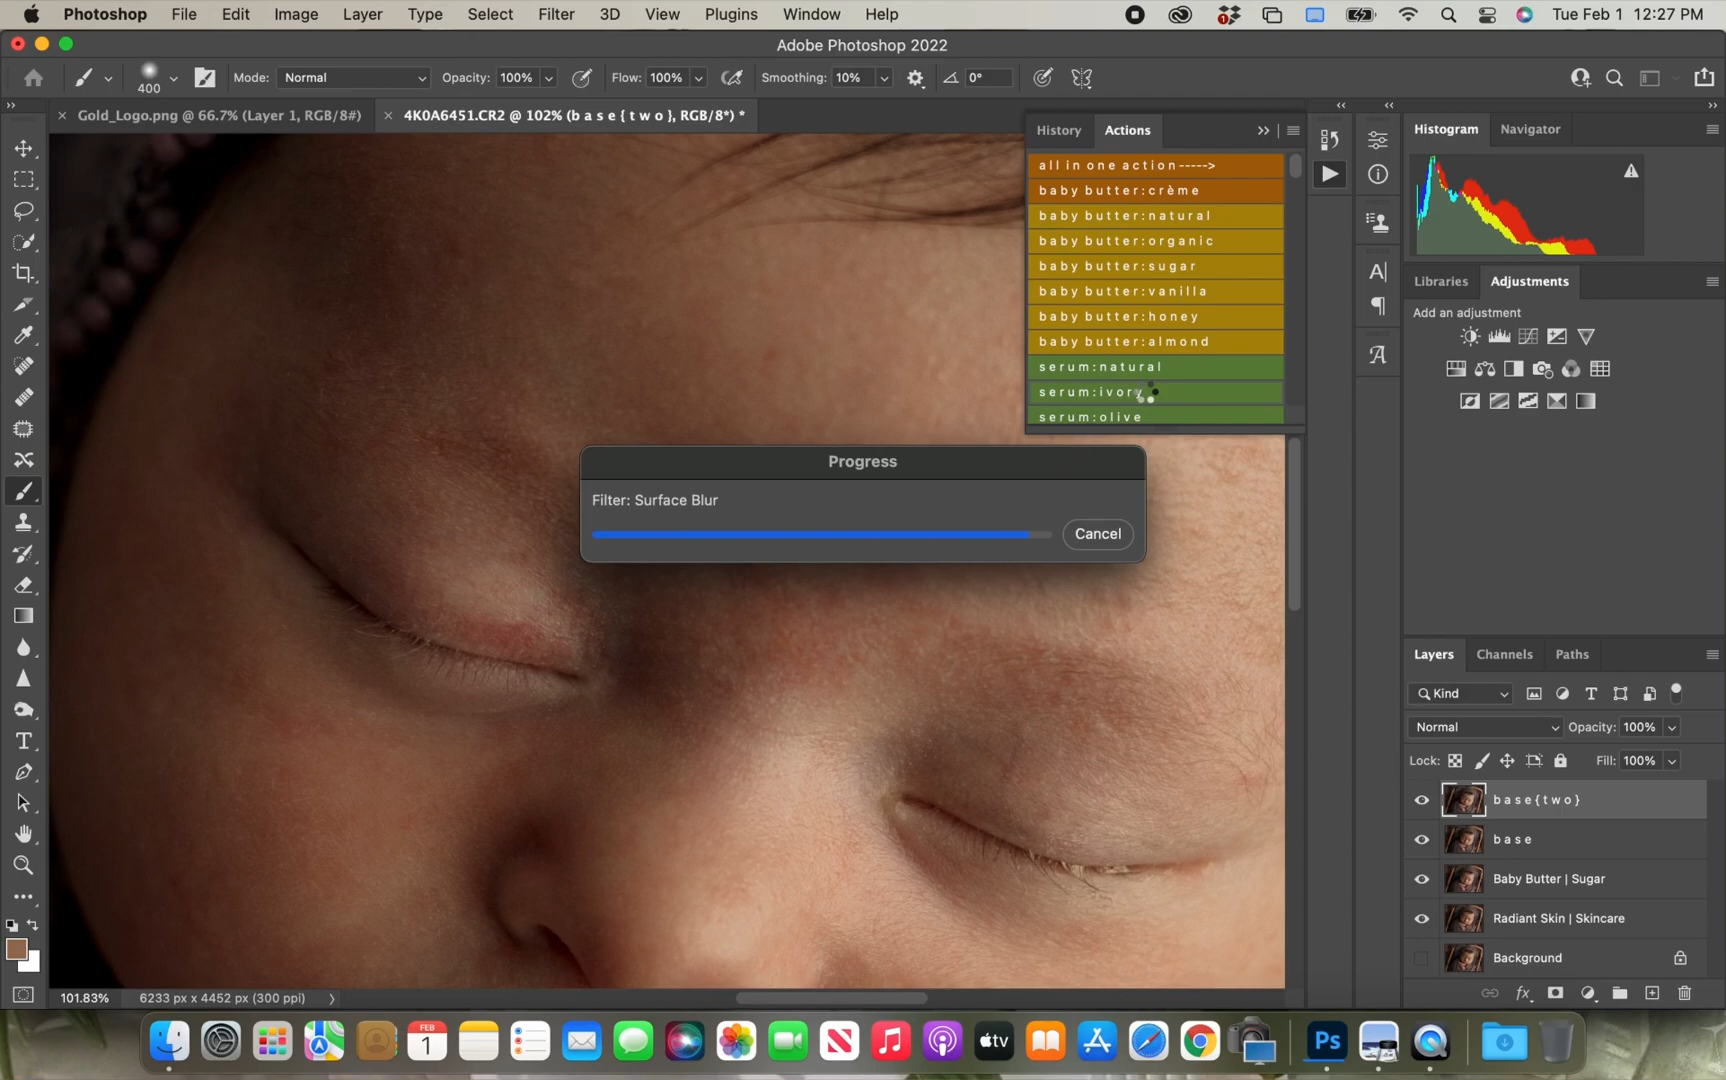 Photoshop File Edit Image Layer Type Select Filter 3D View Plugins Window Help Tue Feb 1 12:27 PM
Adobe Photoshop 2022
400 Mode: Normal Opacity: 100% Flow: 100% Smoothing: 10% 0°
Gold_Logo.png @ 66.7% (Layer 1, RGB/8#) 4K0A6451.CR2 @ 102% (b a s e { t w o }, RGB/8*) *
History Actions
all in one action----->
baby butter:crème
baby butter:natural
baby butter:organic
baby butter:sugar
baby butter:vanilla
baby butter:honey
baby butter:almond
serum:natural
serum:ivory
serum:olive
Histogram Navigator
Libraries Adjustments
Add an adjustment
Progress
Filter: Surface Blur
Cancel
Layers Channels Paths
Kind
Normal Opacity: 100%
Lock: Fill: 100%
b a s e { t w o }
b a s e
Baby Butter | Sugar
Radiant Skin | Skincare
Background
fx
101.83% 6233 px x 4452 px (300 ppi)
FEB
1
tv
Ps